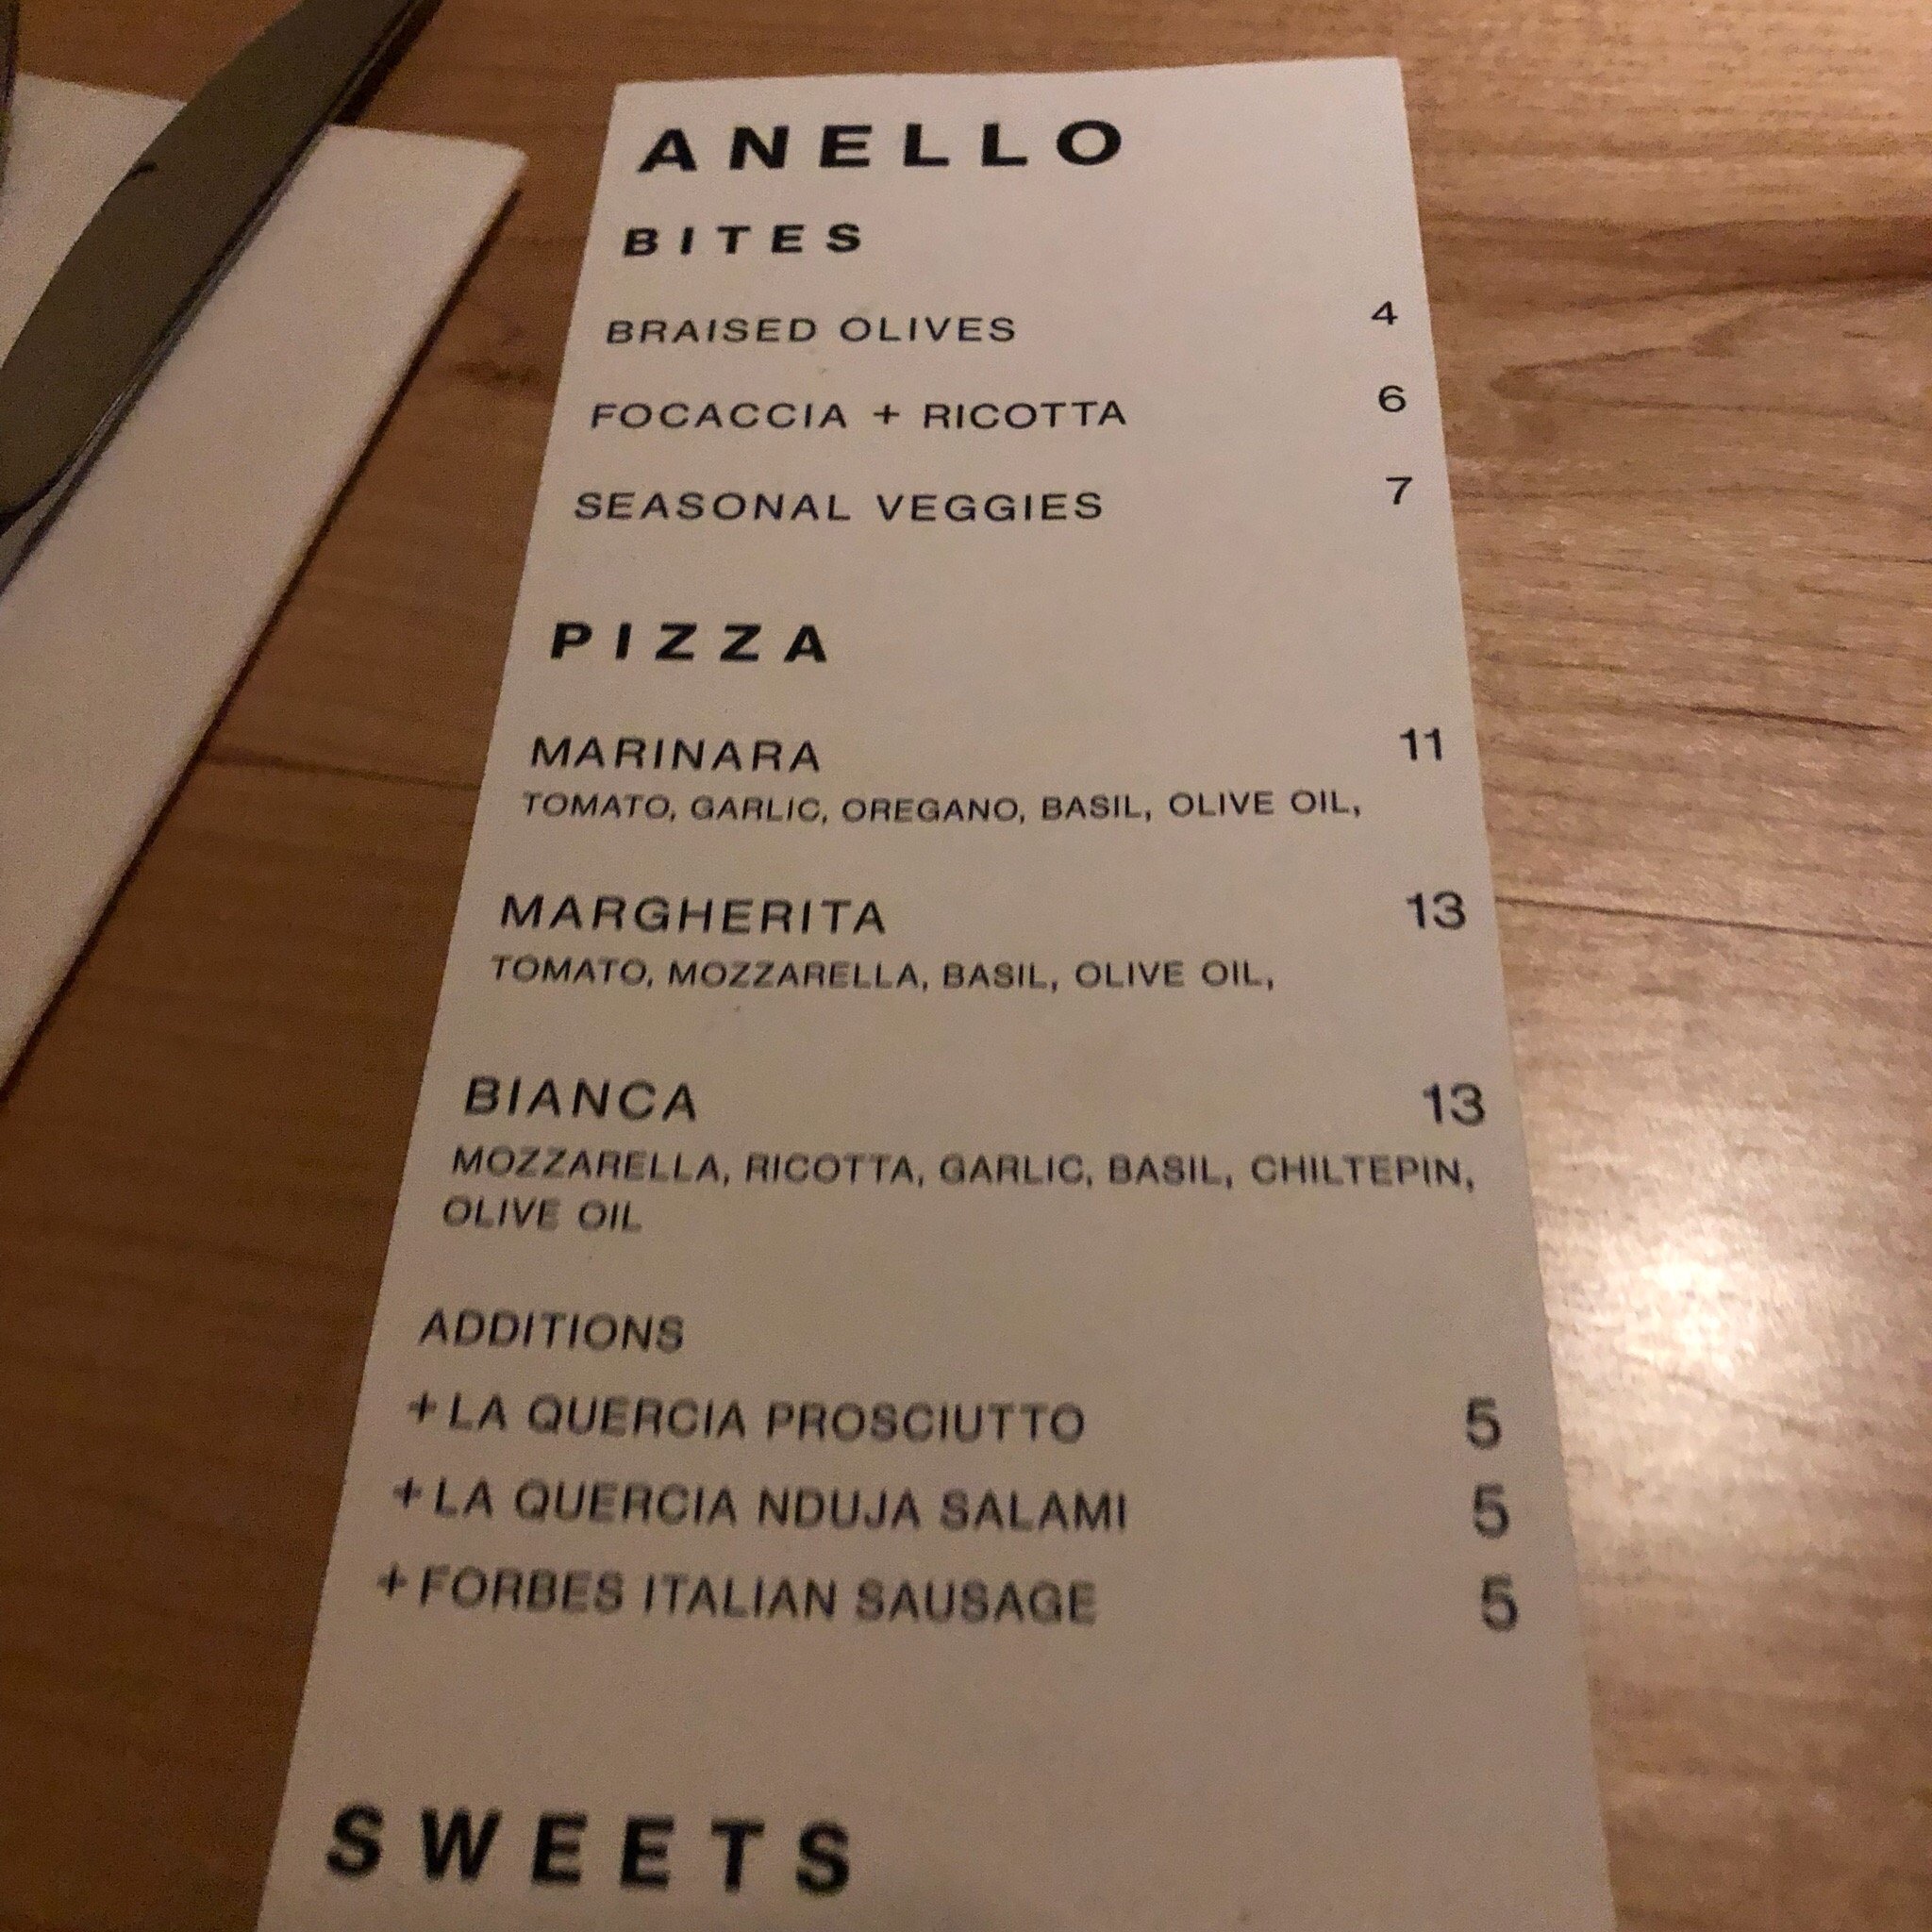 ANELLO
BITES
BRAISED OLIVES 4
FOCACCIA + RICOTTA 6
SEASONAL VEGGIES 7
PIZZA
MARINARA 11
TOMATO, GARLIC, OREGANO, BASIL, OLIVE OIL,
MARGHERITA 13
TOMATO, MOZZARELLA, BASIL, OLIVE OIL,
BIANCA 13
MOZZARELLA, RICOTTA, GARLIC, BASIL, CHILTEPIN,
OLIVE OIL
ADDITIONS
+LA QUERCIA PROSCIUTTO 5
+LA QUERCIA NDUJA SALAMI 5
+FORBES ITALIAN SAUSAGE 5
SWEETS